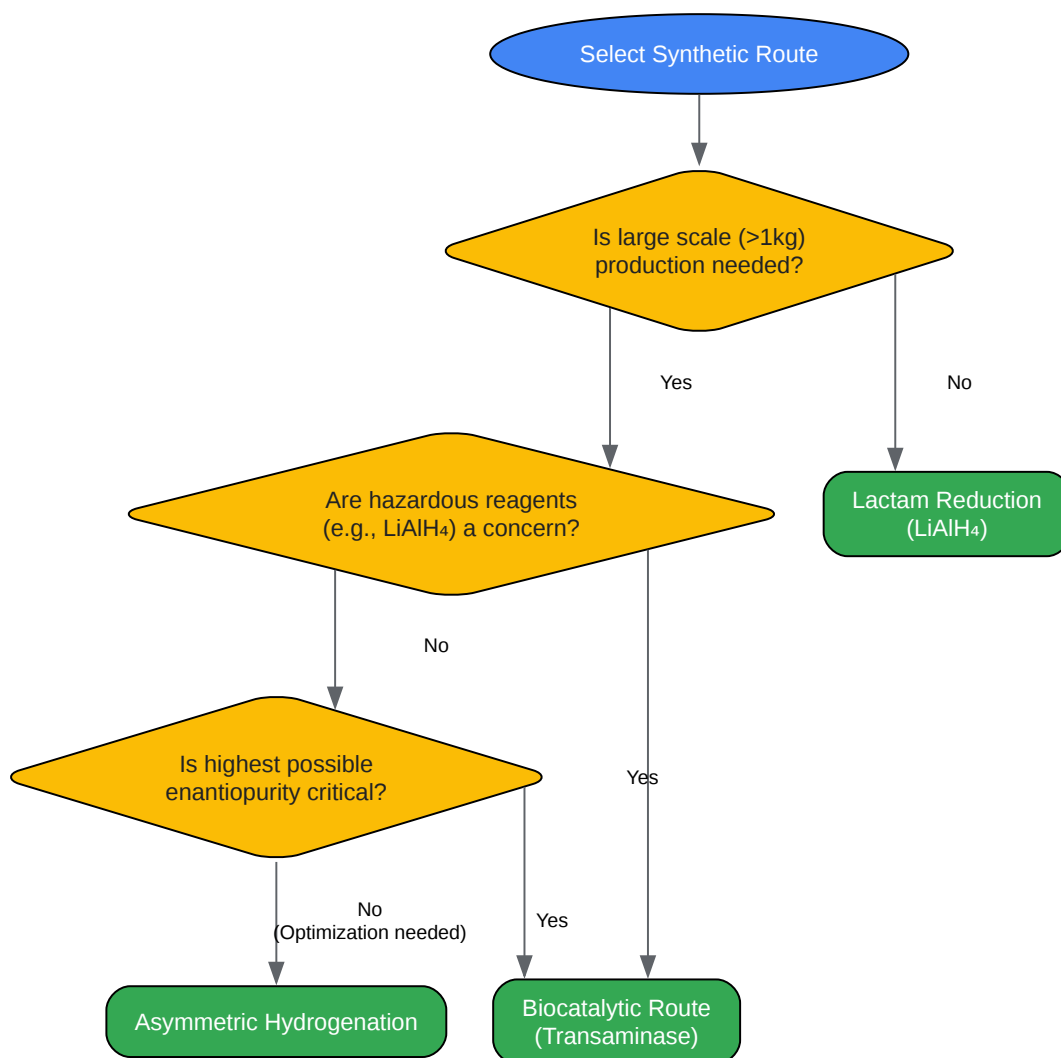 Select Synthetic Route
Is large scale (>1kg)
production needed?
Yes
No
Are hazardous reagents
(e.g., LiAlH₄) a concern?
Lactam Reduction
(LiAlH₄)
No
Is highest possible
enantiopurity critical?
Yes
No
(Optimization needed)
Yes
Asymmetric Hydrogenation
Biocatalytic Route
(Transaminase)